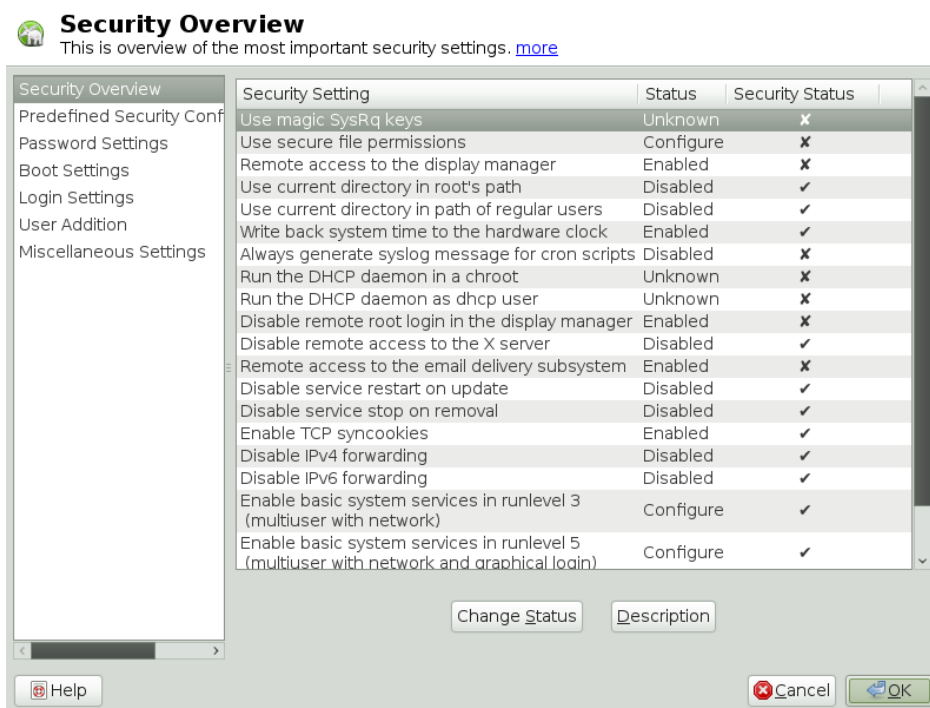 Security Overview
This is overview of the most important security settings. more
Security Overview
Predefined Security Conf
Password Settings
Boot Settings
Login Settings
User Addition
Miscellaneous Settings
Security Setting Status Security Status
Use magic SysRq keys Unknown ✘
Use secure file permissions Configure ✘
Remote access to the display manager Enabled ✘
Use current directory in root's path Disabled ✔
Use current directory in path of regular users Disabled ✔
Write back system time to the hardware clock Enabled ✔
Always generate syslog message for cron scripts Disabled ✘
Run the DHCP daemon in a chroot Unknown ✘
Run the DHCP daemon as dhcp user Unknown ✘
Disable remote root login in the display manager Enabled ✘
Disable remote access to the X server Disabled ✔
Remote access to the email delivery subsystem Enabled ✘
Disable service restart on update Disabled ✔
Disable service stop on removal Disabled ✔
Enable TCP syncookies Enabled ✔
Disable IPv4 forwarding Disabled ✔
Disable IPv6 forwarding Disabled ✔
Enable basic system services in runlevel 3
(multiuser with network) Configure ✔
Enable basic system services in runlevel 5
(multiuser with network and graphical login) Configure ✔
Change Status Description
Help Cancel OK